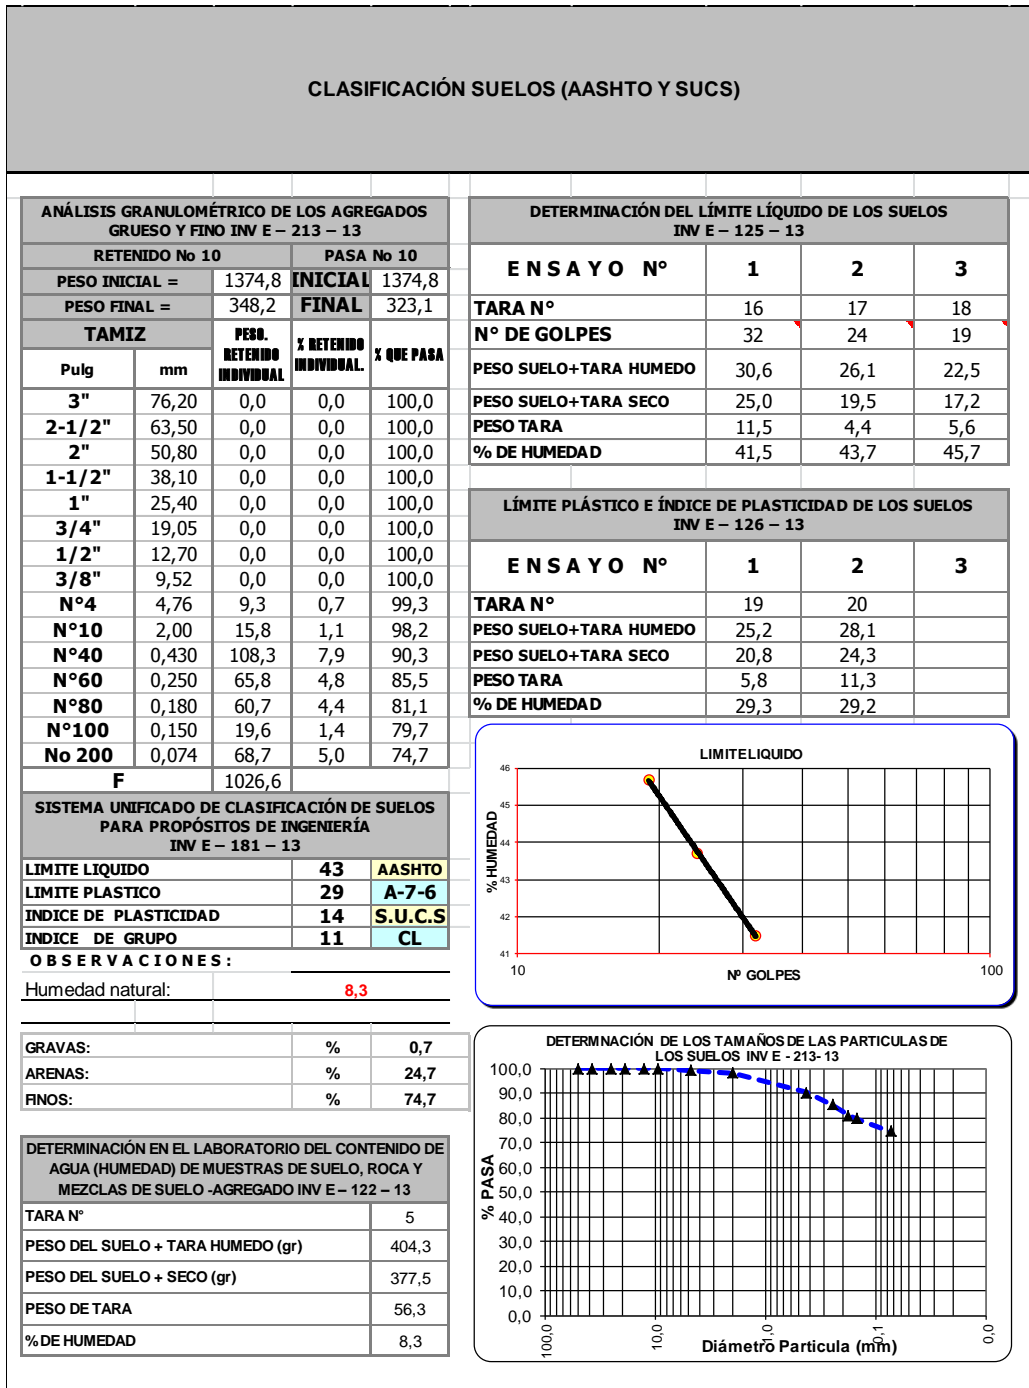 CLASIFICACIÓN SUELOS (AASHTO Y SUCS)
ANÁLISIS GRANULOMÉTRICO DE LOS AGREGADOS
GRUESO Y FINO INV E – 213 – 13
RETENIDO No 10 PASA No 10
PESO INICIAL = 1374,8 INICIAL 1374,8
PESO FINAL = 348,2 FINAL 323,1
TAMIZ PESO. RETENIDO INDIVIDUAL % RETENIDO INDIVIDUAL. % QUE PASA
Pulg mm
3" 76,20 0,0 0,0 100,0
2-1/2" 63,50 0,0 0,0 100,0
2" 50,80 0,0 0,0 100,0
1-1/2" 38,10 0,0 0,0 100,0
1" 25,40 0,0 0,0 100,0
3/4" 19,05 0,0 0,0 100,0
1/2" 12,70 0,0 0,0 100,0
3/8" 9,52 0,0 0,0 100,0
N°4 4,76 9,3 0,7 99,3
N°10 2,00 15,8 1,1 98,2
N°40 0,430 108,3 7,9 90,3
N°60 0,250 65,8 4,8 85,5
N°80 0,180 60,7 4,4 81,1
N°100 0,150 19,6 1,4 79,7
No 200 0,074 68,7 5,0 74,7
F 1026,6
SISTEMA UNIFICADO DE CLASIFICACIÓN DE SUELOS
PARA PROPÓSITOS DE INGENIERÍA
INV E – 181 – 13
LIMITE LIQUIDO 43 AASHTO
LIMITE PLASTICO 29 A-7-6
INDICE DE PLASTICIDAD 14 S.U.C.S
INDICE DE GRUPO 11 CL
OBSERVACIONES:
Humedad natural: 8,3
GRAVAS: % 0,7
ARENAS: % 24,7
FINOS: % 74,7
DETERMINACIÓN EN EL LABORATORIO DEL CONTENIDO DE
AGUA (HUMEDAD) DE MUESTRAS DE SUELO, ROCA Y
MEZCLAS DE SUELO -AGREGADO INV E – 122 – 13
TARA N° 5
PESO DEL SUELO + TARA HUMEDO (gr) 404,3
PESO DEL SUELO + SECO (gr) 377,5
PESO DE TARA 56,3
% DE HUMEDAD 8,3
DETERMINACIÓN DEL LÍMITE LÍQUIDO DE LOS SUELOS
INV E – 125 – 13
ENSAYO N° 1 2 3
TARA N° 16 17 18
N° DE GOLPES 32 24 19
PESO SUELO+TARA HUMEDO 30,6 26,1 22,5
PESO SUELO+TARA SECO 25,0 19,5 17,2
PESO TARA 11,5 4,4 5,6
% DE HUMEDAD 41,5 43,7 45,7
LÍMITE PLÁSTICO E ÍNDICE DE PLASTICIDAD DE LOS SUELOS
INV E – 126 – 13
ENSAYO N° 1 2 3
TARA N° 19 20
PESO SUELO+TARA HUMEDO 25,2 28,1
PESO SUELO+TARA SECO 20,8 24,3
PESO TARA 5,8 11,3
% DE HUMEDAD 29,3 29,2
LIMITE LIQUIDO
% HUMEDAD
46
45
44
43
42
41
10 100
Nº GOLPES
DETERMNACIÓN DE LOS TAMAÑOS DE LAS PARTICULAS DE
LOS SUELOS INV E - 213- 13
% PASA
100,0
90,0
80,0
70,0
60,0
50,0
40,0
30,0
20,0
10,0
0,0
100,0 10,0 1,0 0,1 0,0
Diámetro Particula (mm)